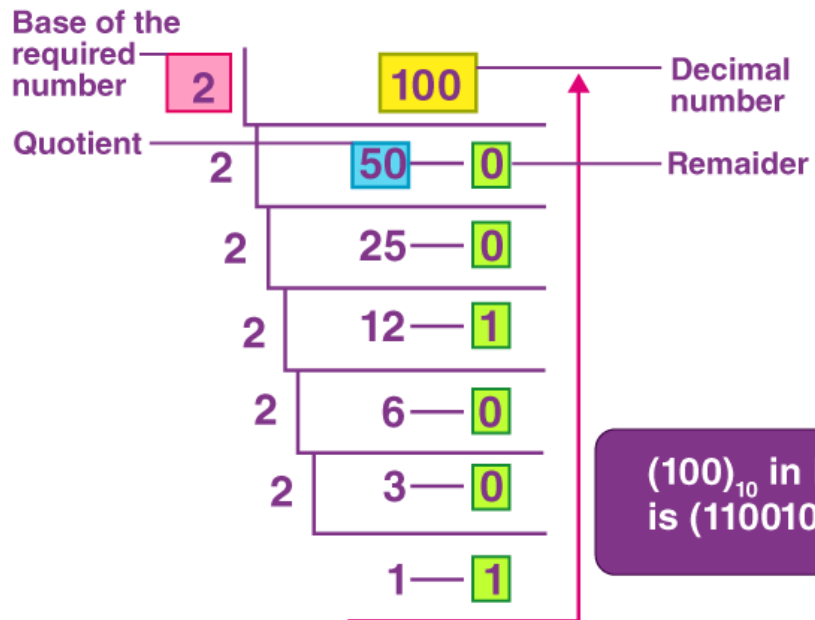 Base of the
required
number
2
100
Decimal
number
Quotient
2
50
0
Remaider
2
25
0
2
12
1
2
6
0
2
3
0
1
1
(100)10 in
is (110010